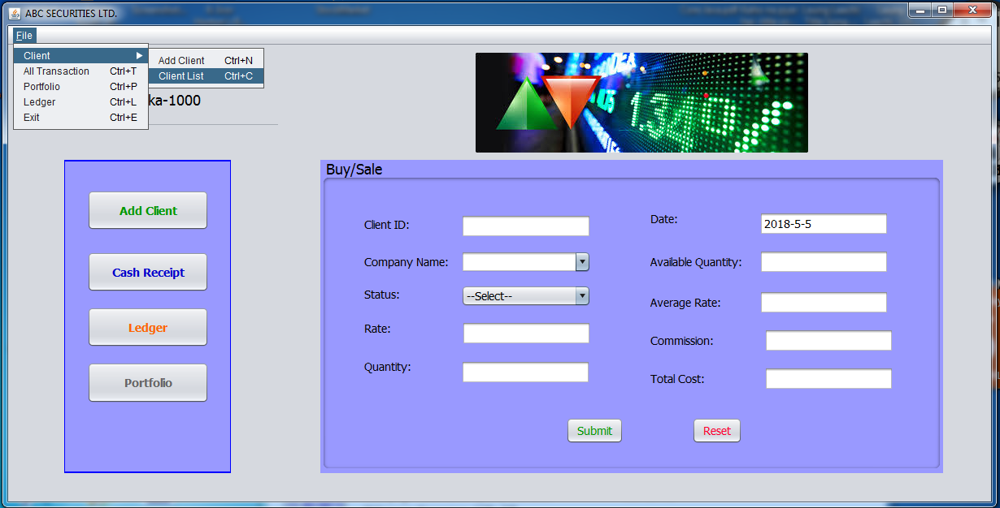 ABC SECURITIES LTD.
File
Client
All Transaction Ctrl+T
Portfolio Ctrl+P
Ledger Ctrl+L
Exit Ctrl+E
Add Client Ctrl+N
Client List Ctrl+C
ka-1000
Add Client
Cash Receipt
Ledger
Portfolio
Buy/Sale
Client ID:
Company Name:
Status: --Select--
Rate:
Quantity:
Date: 2018-5-5
Available Quantity:
Average Rate:
Commission:
Total Cost:
Submit Reset